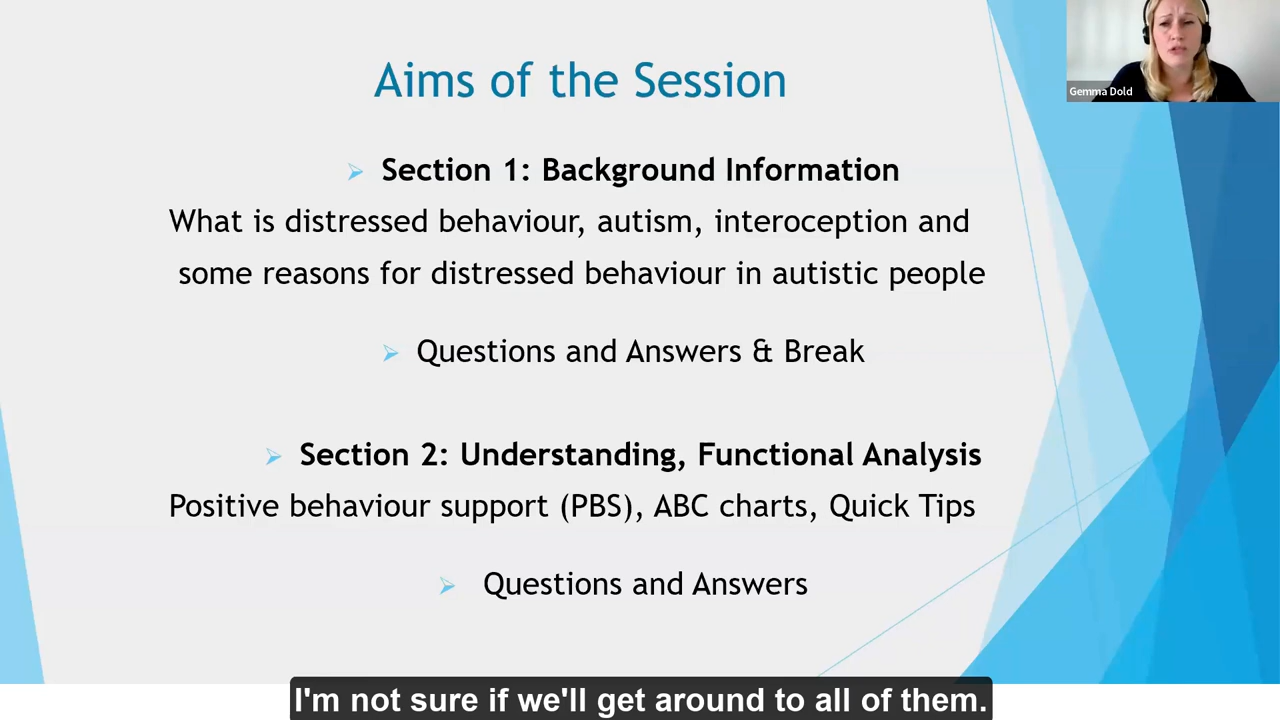 Aims of the Session
Gemma Dold
Section 1: Background Information
What is distressed behaviour, autism, interoception and
some reasons for distressed behaviour in autistic people
Questions and Answers & Break
Section 2: Understanding, Functional Analysis
Positive behaviour support (PBS), ABC charts, Quick Tips
Questions and Answers
I'm not sure if we'll get around to all of them.